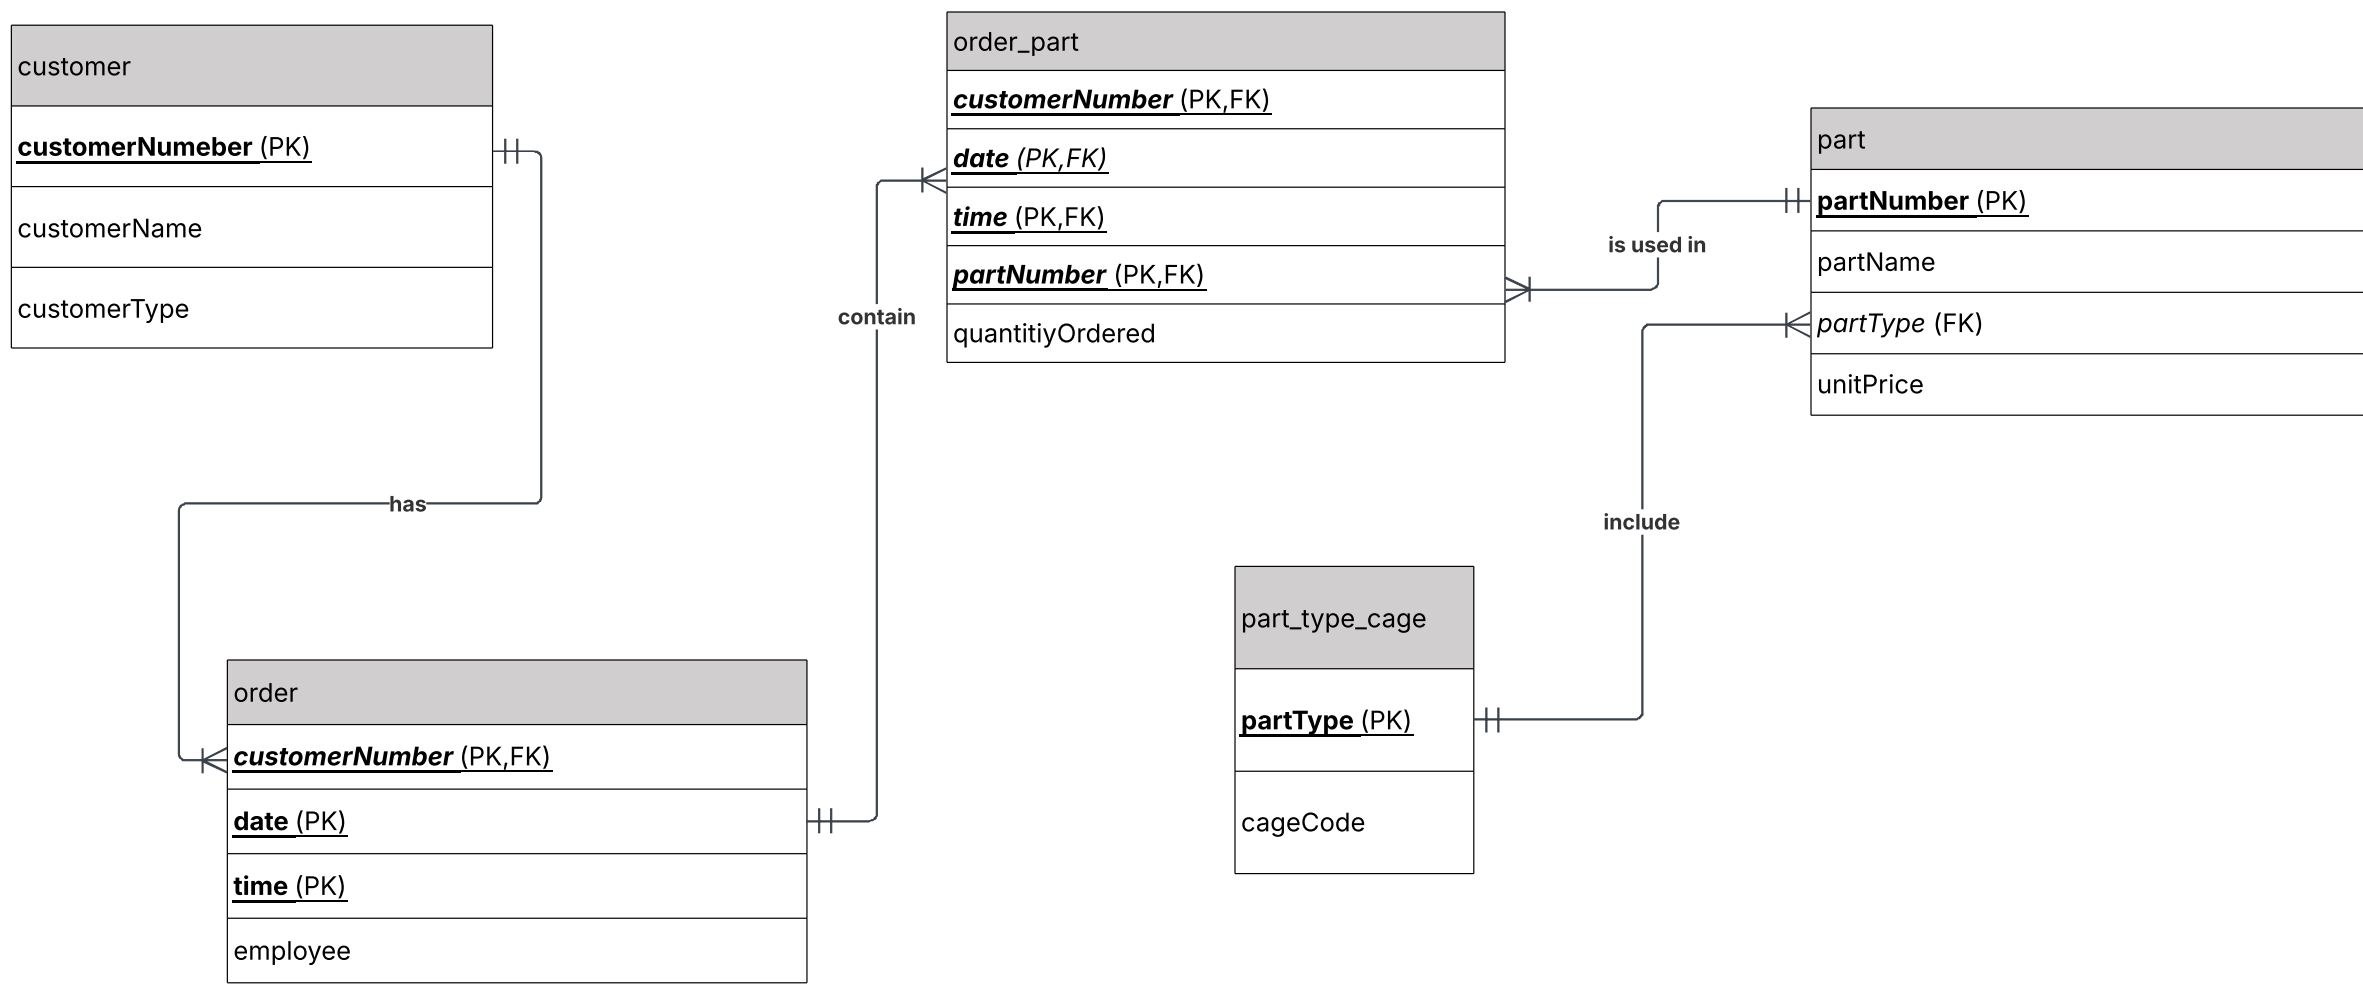 customer
customerNumeber (PK)
customerName
customerType
order_part
customerNumber (PK,FK)
date (PK,FK)
time (PK,FK)
partNumber (PK,FK)
quantitiyOrdered
part
partNumber (PK)
partName
partType (FK)
unitPrice
is used in
contain
has
include
order
customerNumber (PK,FK)
date (PK)
time (PK)
employee
part_type_cage
partType (PK)
cageCode